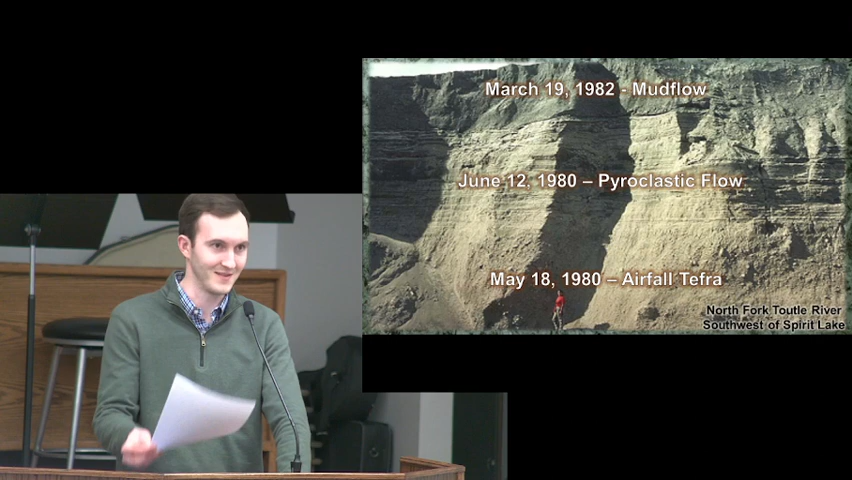 March 19, 1982 - Mudflow
June 12, 1980 – Pyroclastic Flow
May 18, 1980 – Airfall Tefra
North Fork Toutle River
Southwest of Spirit Lake